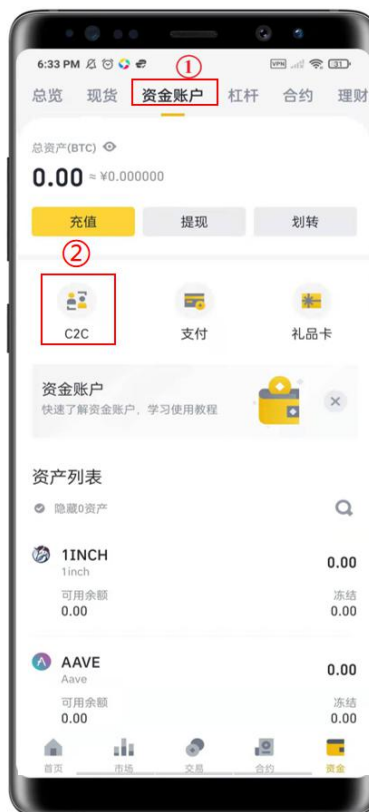 6:33 PM VPN 31
①
总览 现货 资金账户 杠杆 合约 理财
总资产(BTC)
0.00 ≈ ¥0.000000
充值 提现 划转
②
C2C 支付 礼品卡
资金账户
快速了解资金账户，学习使用教程
资产列表
隐藏0资产
1INCH 0.00
1inch
可用余额 冻结
0.00 0.00
AAVE 0.00
Aave
可用余额 冻结
0.00 0.00
首页 市场 交易 合约 资金